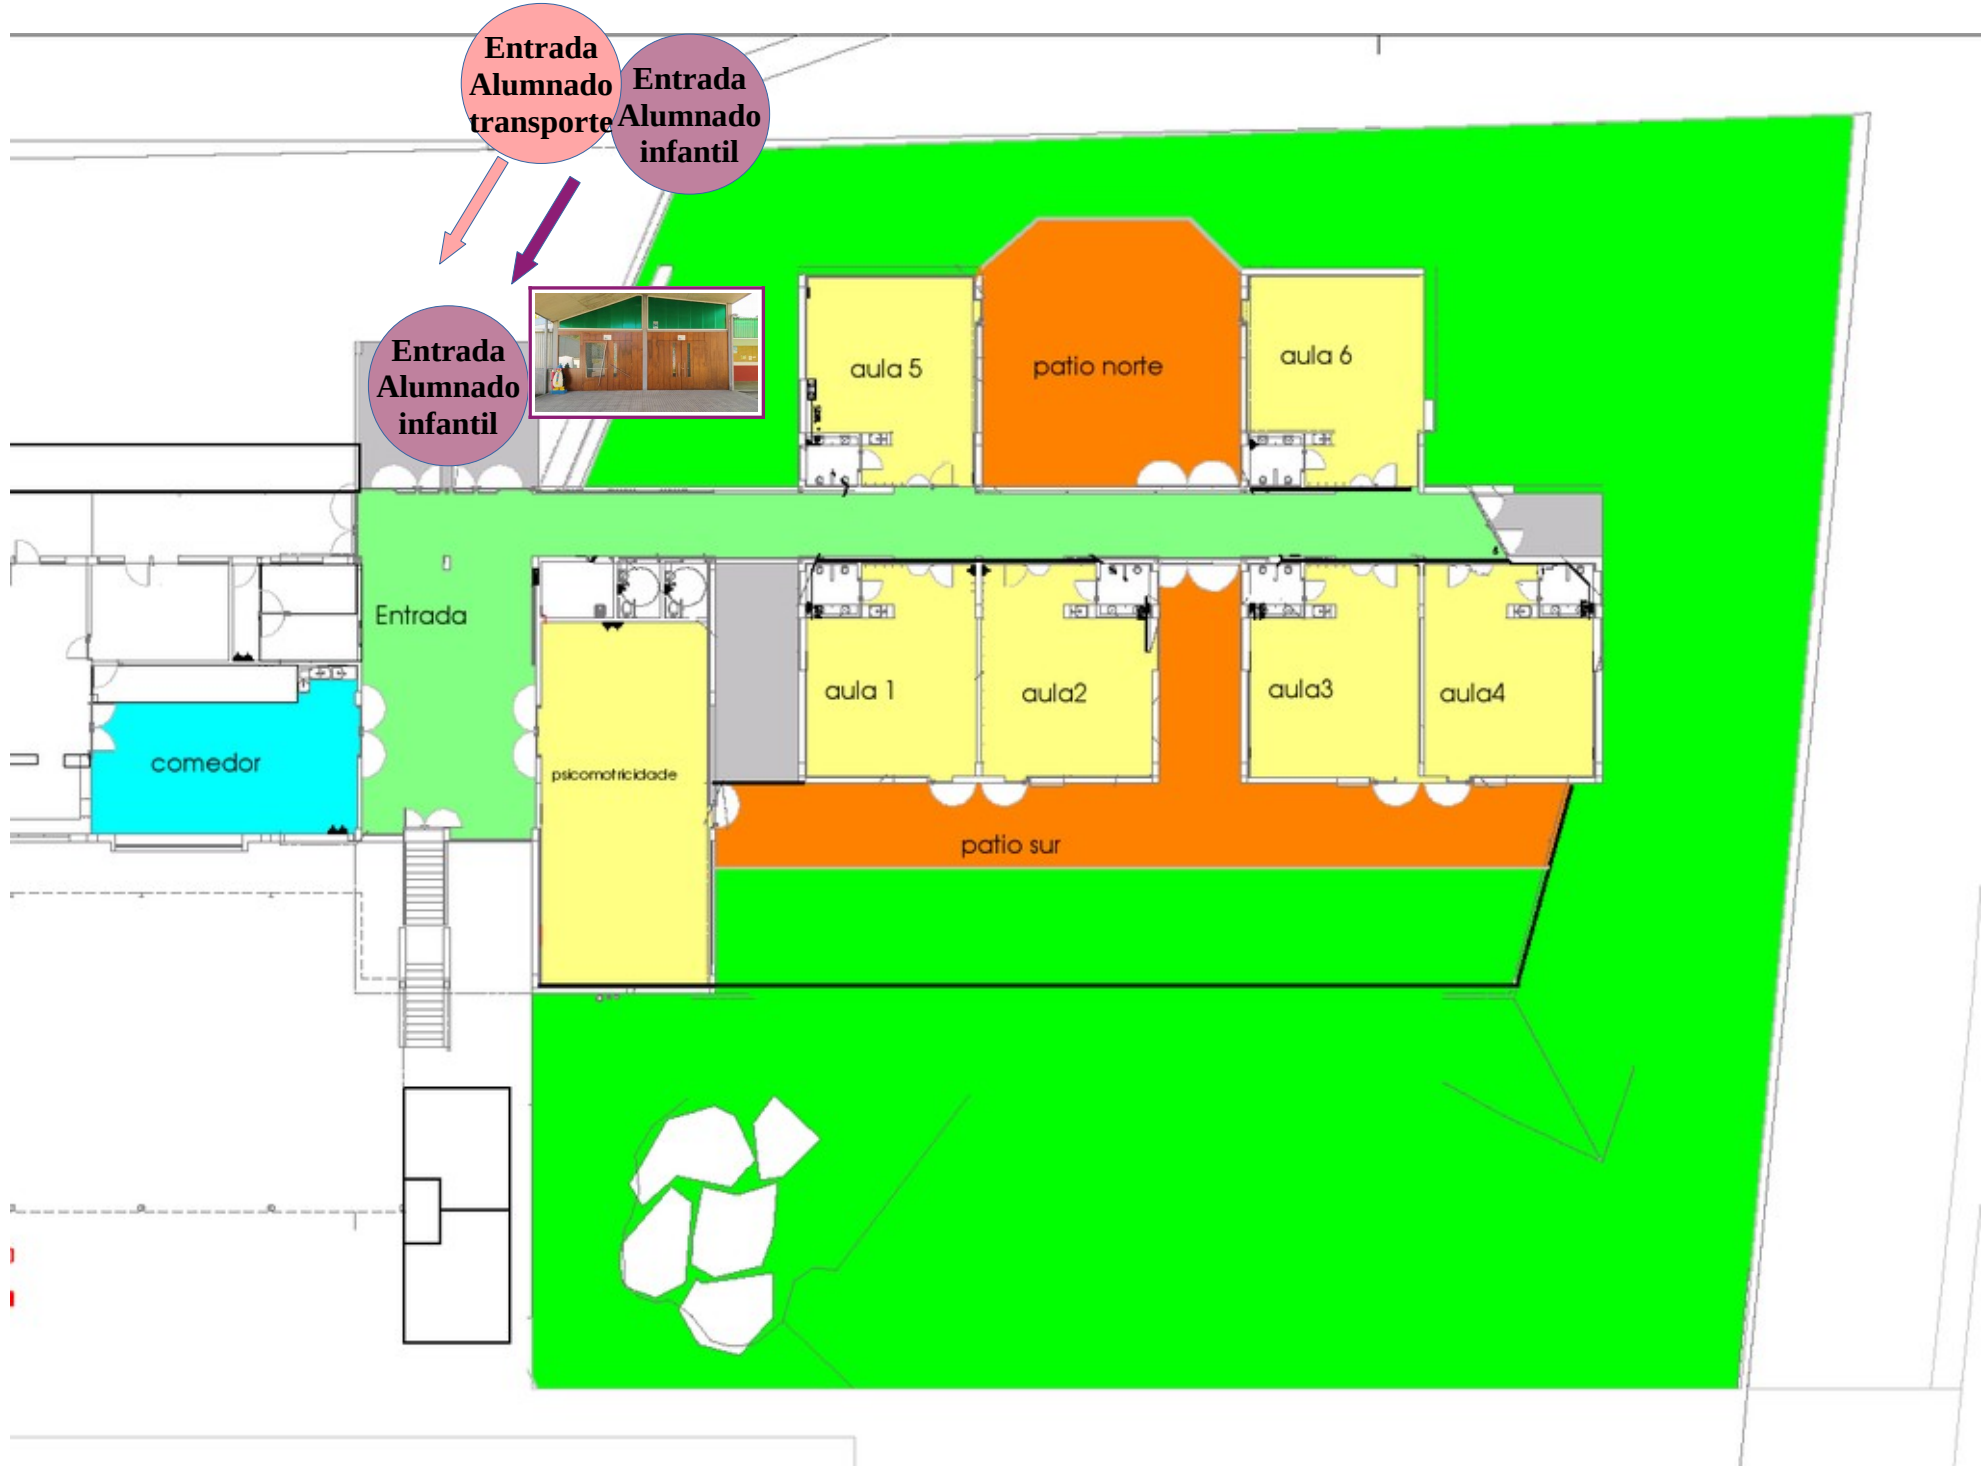 Entrada
Alumnado
transporte
Entrada
Alumnado
infantil
Entrada
Alumnado
infantil
aula 5
patio norte
aula 6
Entrada
aula 1
aula2
aula3
aula4
comedor
psicomotricidade
patio sur